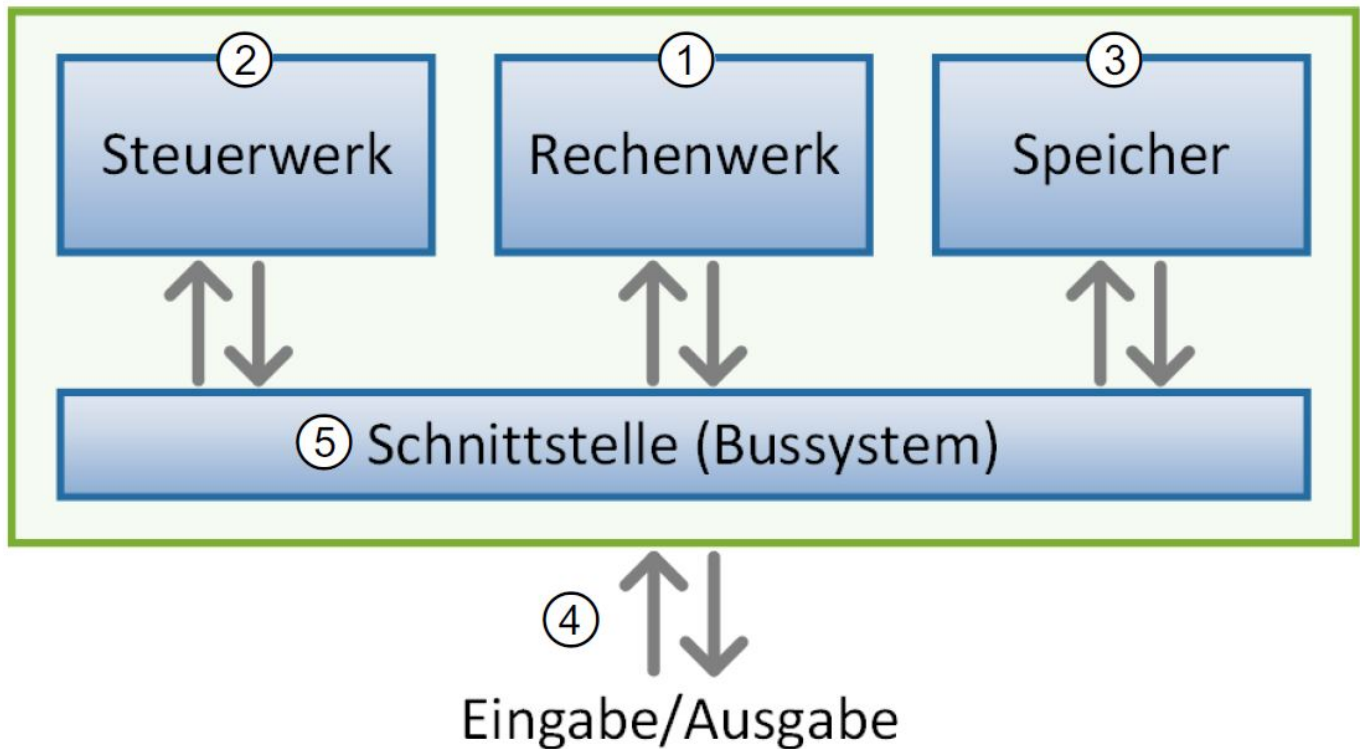 ② ① ③
Steuerwerk Rechenwerk Speicher
⑤ Schnittstelle (Bussystem)
④
Eingabe/Ausgabe